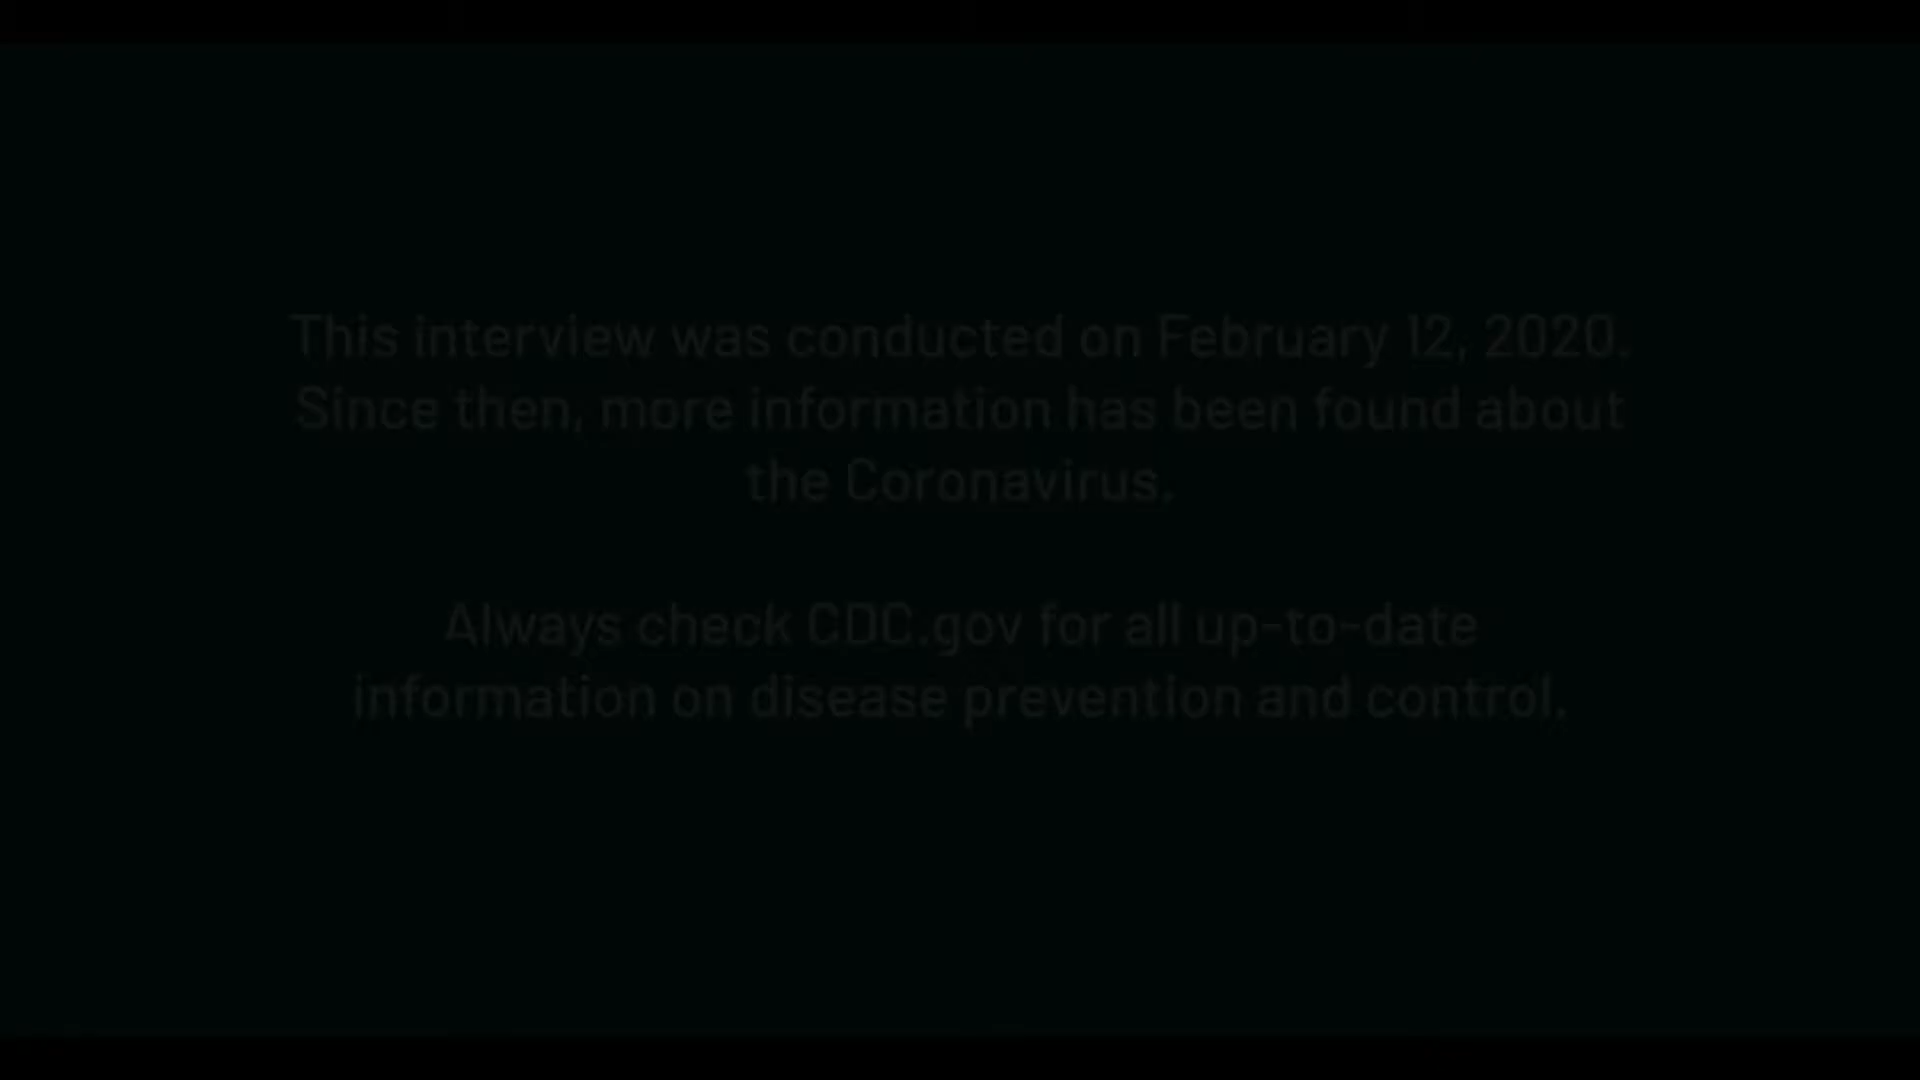 This interview was conducted on February 12, 2020.
Since then, more information has been found about
the Coronavirus.
Always check CDC.gov for all up-to-date
information on disease prevention and control.